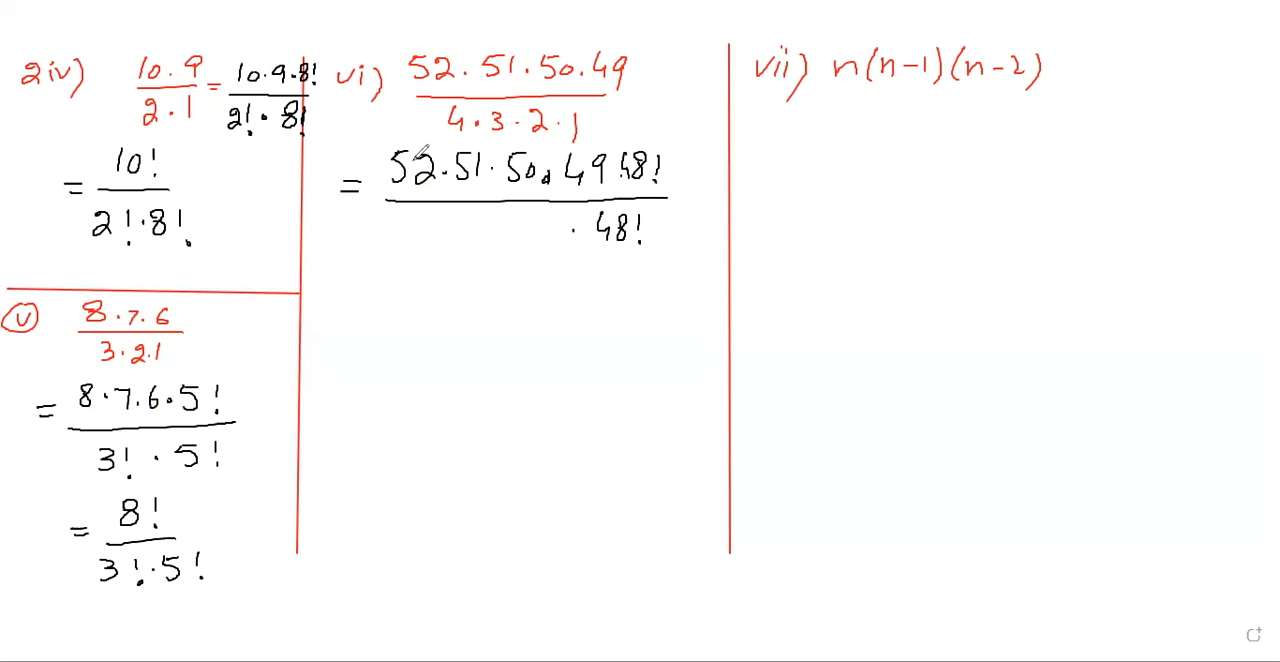 2iv) 10.9 / 2.1 = 10.9.8! / 2!.8!
= 10! / 2!.8!
v 8.7.6 / 3.2.1
= 8.7.6.5! / 3!.5!
= 8! / 3!.5!
vi) 52.51.50.49 / 4.3.2.1
= 52.51.50.49 48! / . 48!
vii) n(n-1)(n-2)